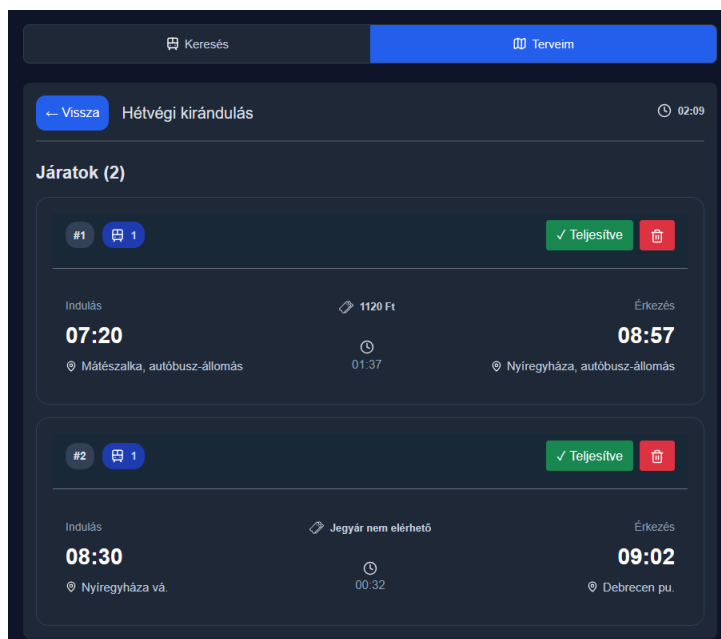 Keresés
Terveim
← Vissza
Hétvégi kirándulás
02:09
Járatok (2)
#1
1
✓ Teljesítve
Indulás
1120 Ft
Érkezés
07:20
08:57
Mátészalka, autóbusz-állomás
01:37
Nyíregyháza, autóbusz-állomás
#2
1
✓ Teljesítve
Indulás
Jegyár nem elérhető
Érkezés
08:30
09:02
Nyíregyháza vá.
00:32
Debrecen pu.